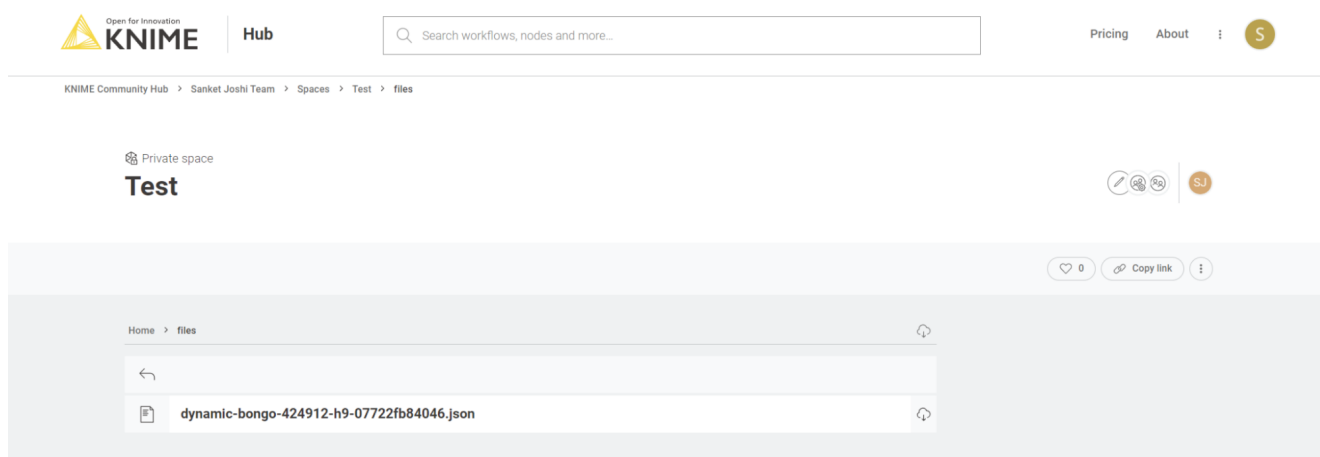 Open for Innovation
KNIME
Hub
Search workflows, nodes and more...
Pricing
About
S
KNIME Community Hub > Sanket Joshi Team > Spaces > Test > files
Private space
Test
SJ
0
Copy link
Home > files
dynamic-bongo-424912-h9-07722fb84046.json